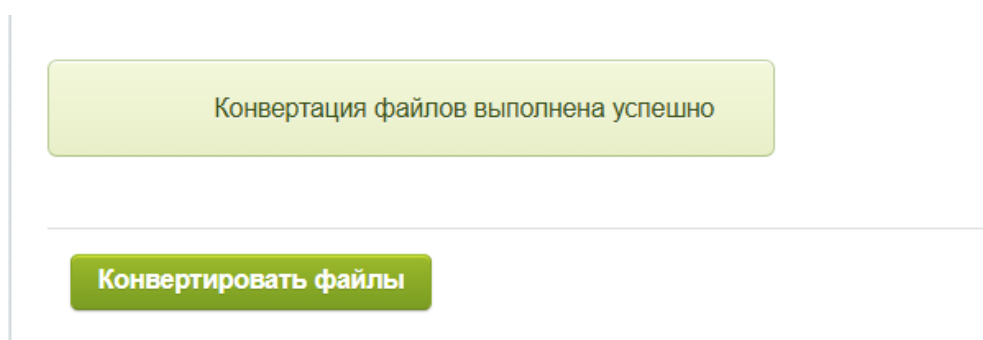 Конвертация файлов выполнена успешно
Конвертировать файлы